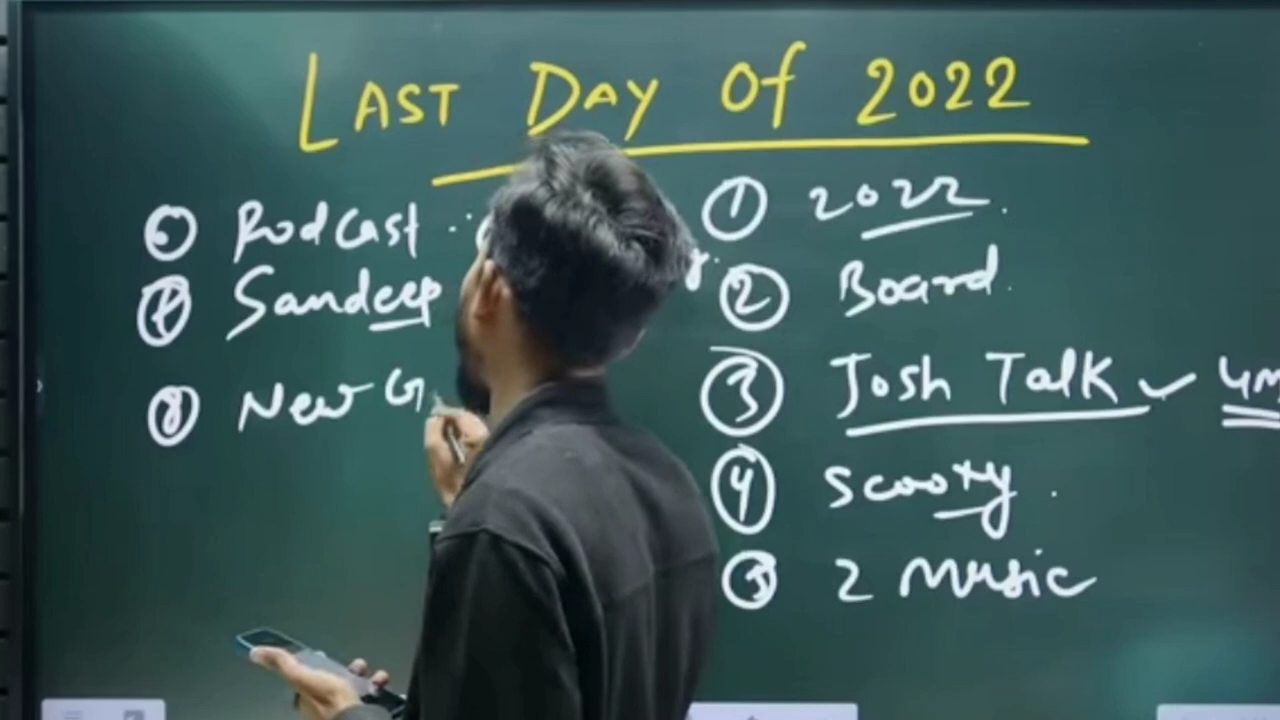 LAST DAY Of 2022
① 2022.
② Board.
③ Josh Talk ✓ 4M
④ Scooty.
⑤ 2 Music
⑥ Podcast
⑦ Sandeep
⑧ New G